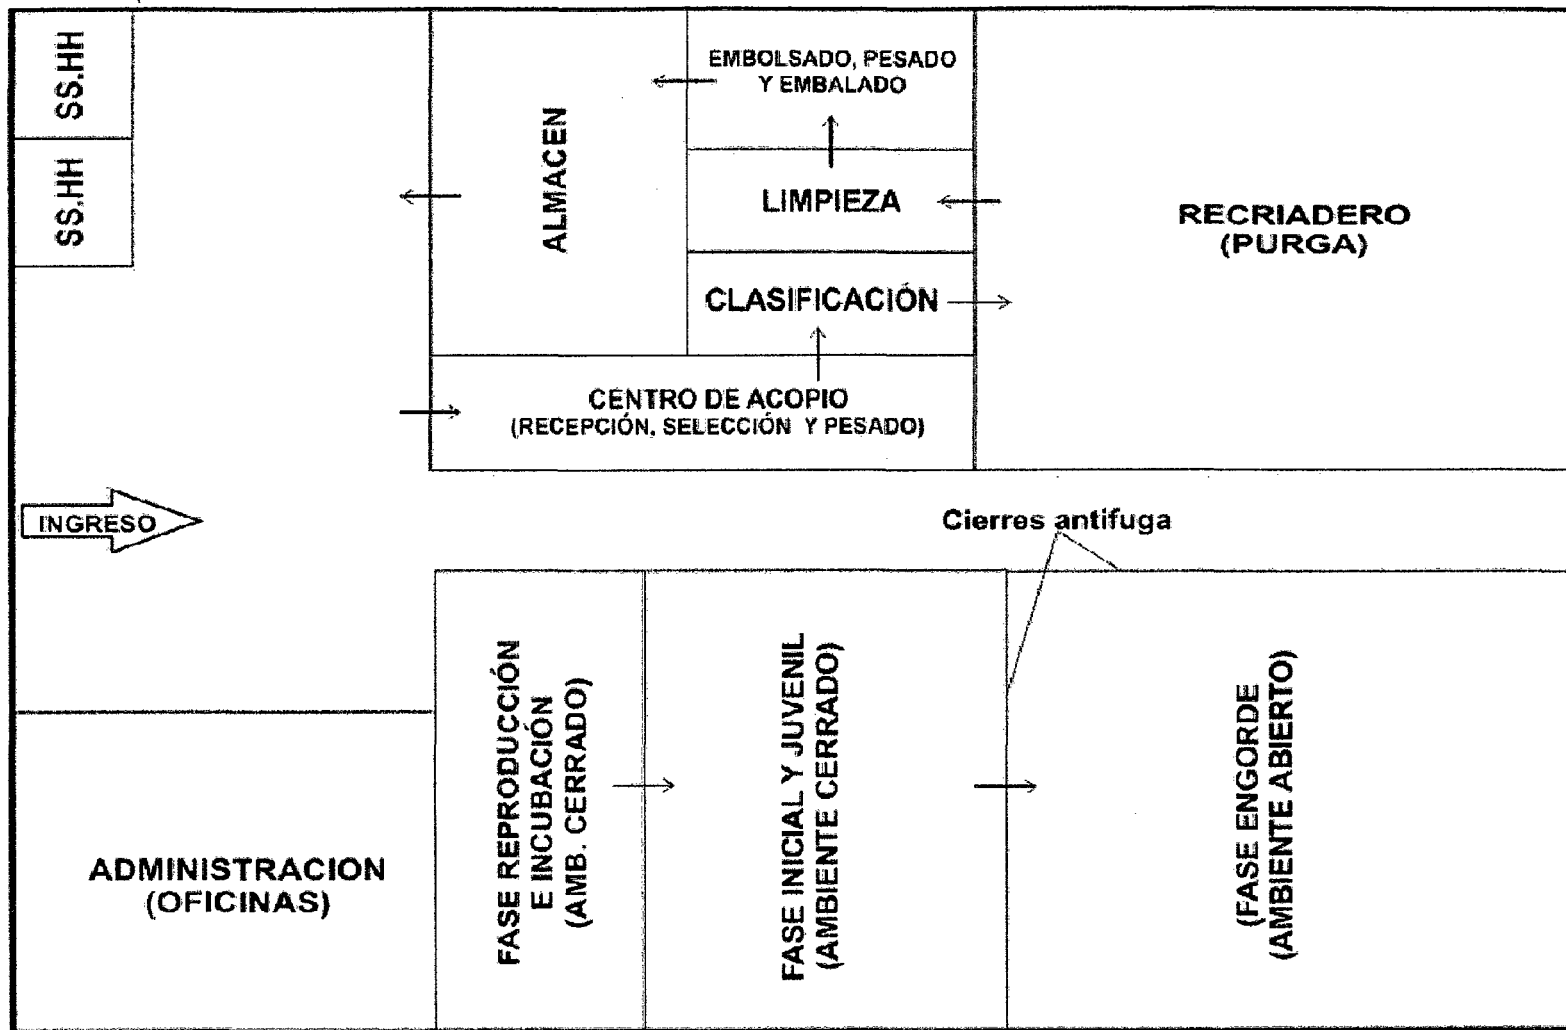 SS.HH
SS.HH
ALMACEN
EMBOLSADO, PESADO
Y EMBALADO
LIMPIEZA
CLASIFICACIÓN
CENTRO DE ACOPIO
(RECEPCIÓN, SELECCIÓN Y PESADO)
RECRIADERO
(PURGA)
INGRESO
Cierres antifuga
ADMINISTRACION
(OFICINAS)
FASE REPRODUCCIÓN
E INCUBACIÓN
(AMB. CERRADO)
FASE INICIAL Y JUVENIL
(AMBIENTE CERRADO)
(FASE ENGORDE
(AMBIENTE ABIERTO)